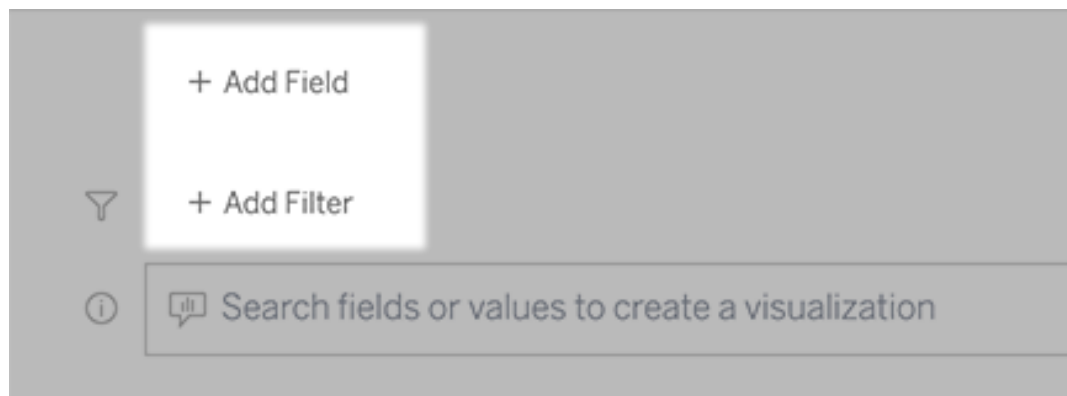 + Add Field
+ Add Filter
Search fields or values to create a visualization